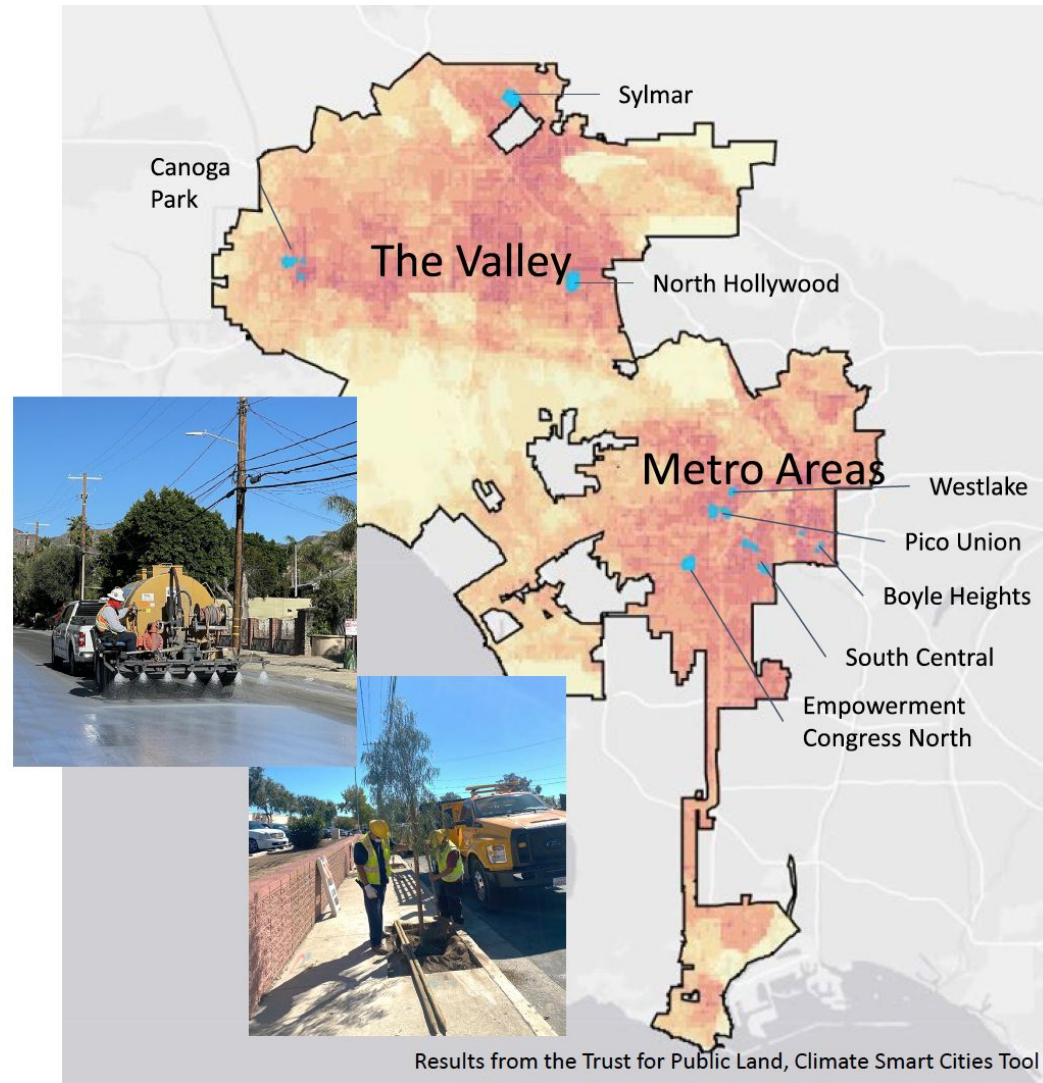 Sylmar
Canoga
Park
The Valley
North Hollywood
Metro Areas
Westlake
Pico Union
Boyle Heights
South Central
Empowerment
Congress North
Results from the Trust for Public Land, Climate Smart Cities Tool